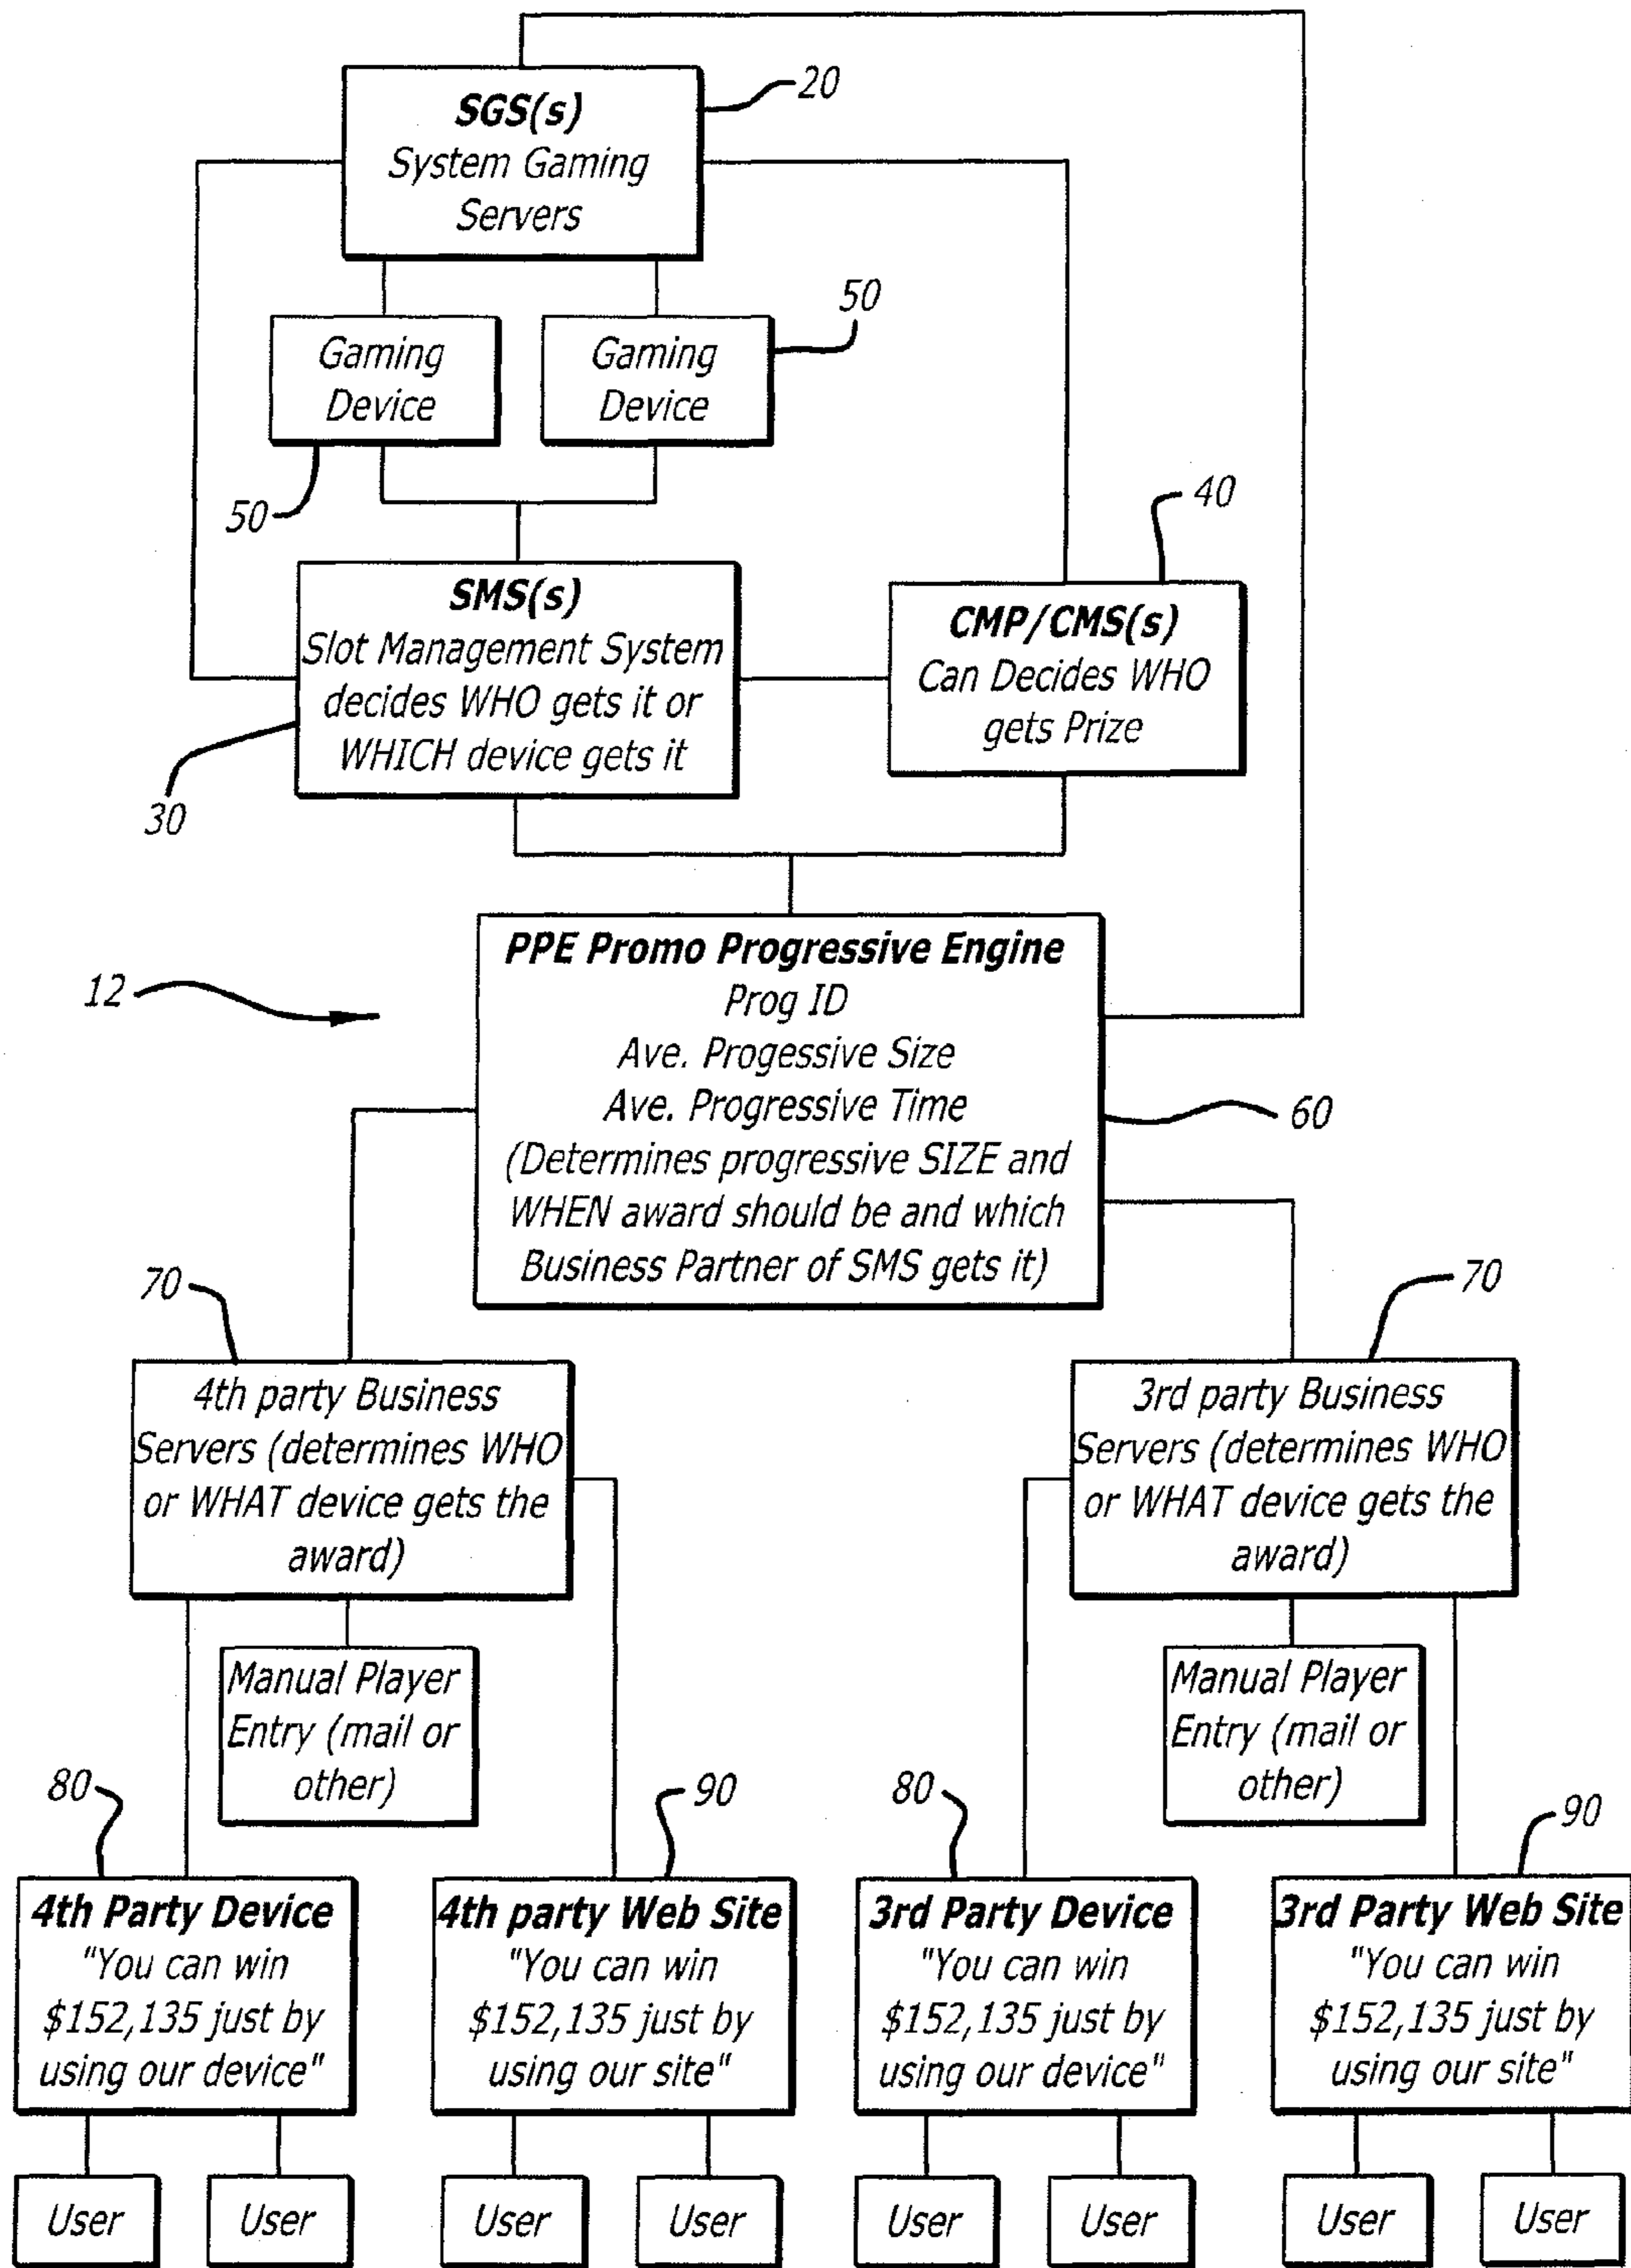 20
SGS(s)
System Gaming
Servers
50
Gaming
Device
Gaming
Device
50
40
SMS(s)
Slot Management System
decides WHO gets it or
WHICH device gets it
CMP/CMS(s)
Can Decides WHO
gets Prize
30
12
PPE Promo Progressive Engine
Prog ID
Ave. Progessive Size
Ave. Progressive Time
(Determines progressive SIZE and
WHEN award should be and which
Business Partner of SMS gets it)
60
70
4th party Business
Servers (determines WHO
or WHAT device gets the
award)
70
3rd party Business
Servers (determines WHO
or WHAT device gets the
award)
Manual Player
Entry (mail or
other)
Manual Player
Entry (mail or
other)
80
90
80
90
4th Party Device
"You can win
$152,135 just by
using our device"
4th party Web Site
"You can win
$152,135 just by
using our site"
3rd Party Device
"You can win
$152,135 just by
using our device"
3rd Party Web Site
"You can win
$152,135 just by
using our site"
User
User
User
User
User
User
User
User